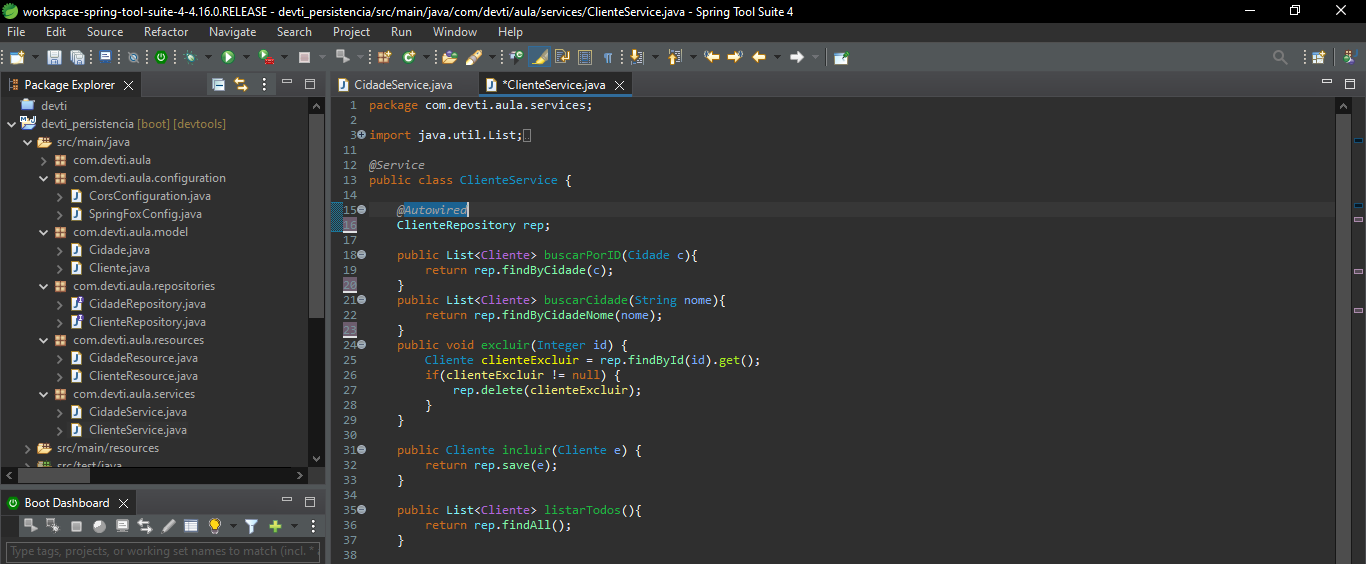 workspace-spring-tool-suite-4-4.16.0.RELEASE - devti_persistencia/src/main/java/com/devti/aula/services/ClienteService.java - Spring Tool Suite 4
File Edit Source Refactor Navigate Search Project Run Window Help
Package Explorer
devti
devti_persistencia [boot] [devtools]
src/main/java
com.devti.aula
com.devti.aula.configuration
CorsConfiguration.java
SpringFoxConfig.java
com.devti.aula.model
Cidade.java
Cliente.java
com.devti.aula.repositories
CidadeRepository.java
ClienteRepository.java
com.devti.aula.resources
CidadeResource.java
ClienteResource.java
com.devti.aula.services
CidadeService.java
ClienteService.java
src/main/resources
src/test/java
Boot Dashboard
Type tags, projects, or working set names to match (incl. *
CidadeService.java *ClienteService.java
1 package com.devti.aula.services;
2
3 import java.util.List;
11
12 @Service
13 public class ClienteService {
14
15 @Autowired
16 ClienteRepository rep;
17
18 public List<Cliente> buscarPorID(Cidade c){
19 return rep.findByCidade(c);
20 }
21 public List<Cliente> buscarCidade(String nome){
22 return rep.findByCidadeNome(nome);
23 }
24 public void excluir(Integer id) {
25 Cliente clienteExcluir = rep.findById(id).get();
26 if(clienteExcluir != null) {
27 rep.delete(clienteExcluir);
28 }
29 }
30
31 public Cliente incluir(Cliente e) {
32 return rep.save(e);
33 }
34
35 public List<Cliente> listarTodos(){
36 return rep.findAll();
37 }
38